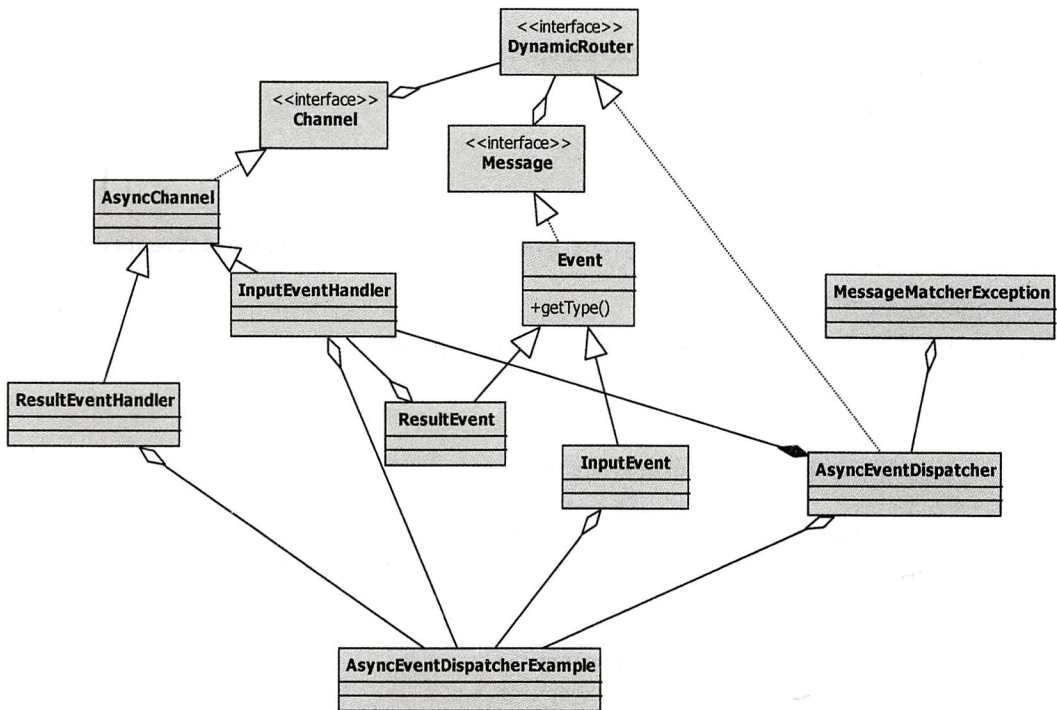 <<interface>>
DynamicRouter
<<interface>>
Channel
<<interface>>
Message
AsyncChannel
Event
+getType()
InputEventHandler
MessageMatcherException
ResultEventHandler
ResultEvent
InputEvent
AsyncEventDispatcher
AsyncEventDispatcherExample